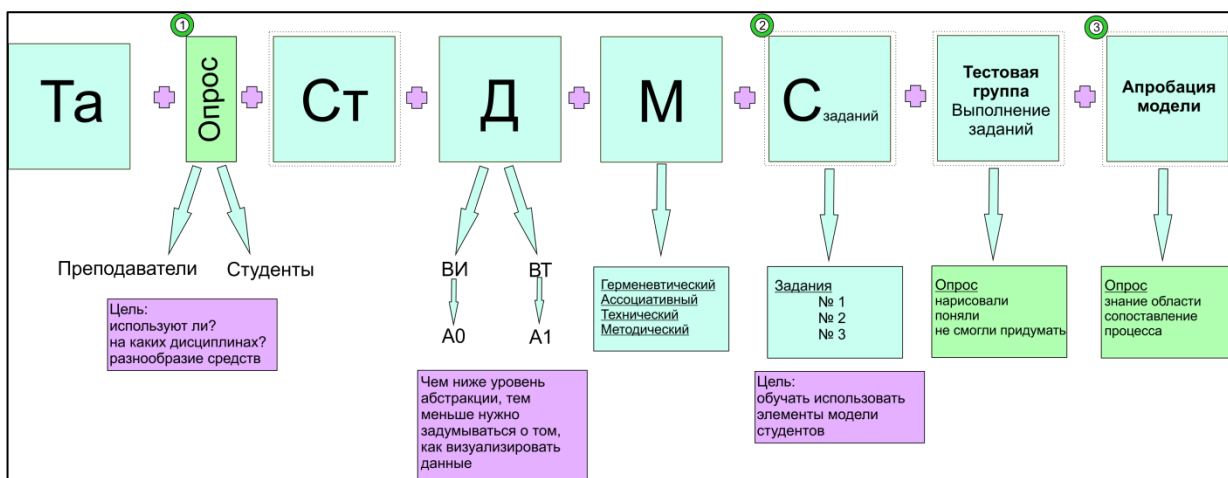 1
2
3
Та
Опрос
Ст
Д
М
С заданий
Тестовая
группа
Выполнение
заданий
Апробация
модели
Преподаватели
Студенты
Цель:
используют ли?
на каких дисциплинах?
разнообразие средств
ВИ
ВТ
А0
А1
Чем ниже уровень
абстракции, тем
меньше нужно
задумываться о том,
как визуализировать
данные
Герменевтический
Ассоциативный
Технический
Методический
Задания
№ 1
№ 2
№ 3
Цель:
обучать использовать
элементы модели
студентов
Опрос
нарисовали
поняли
не смогли придумать
Опрос
знание области
сопоставление
процесса